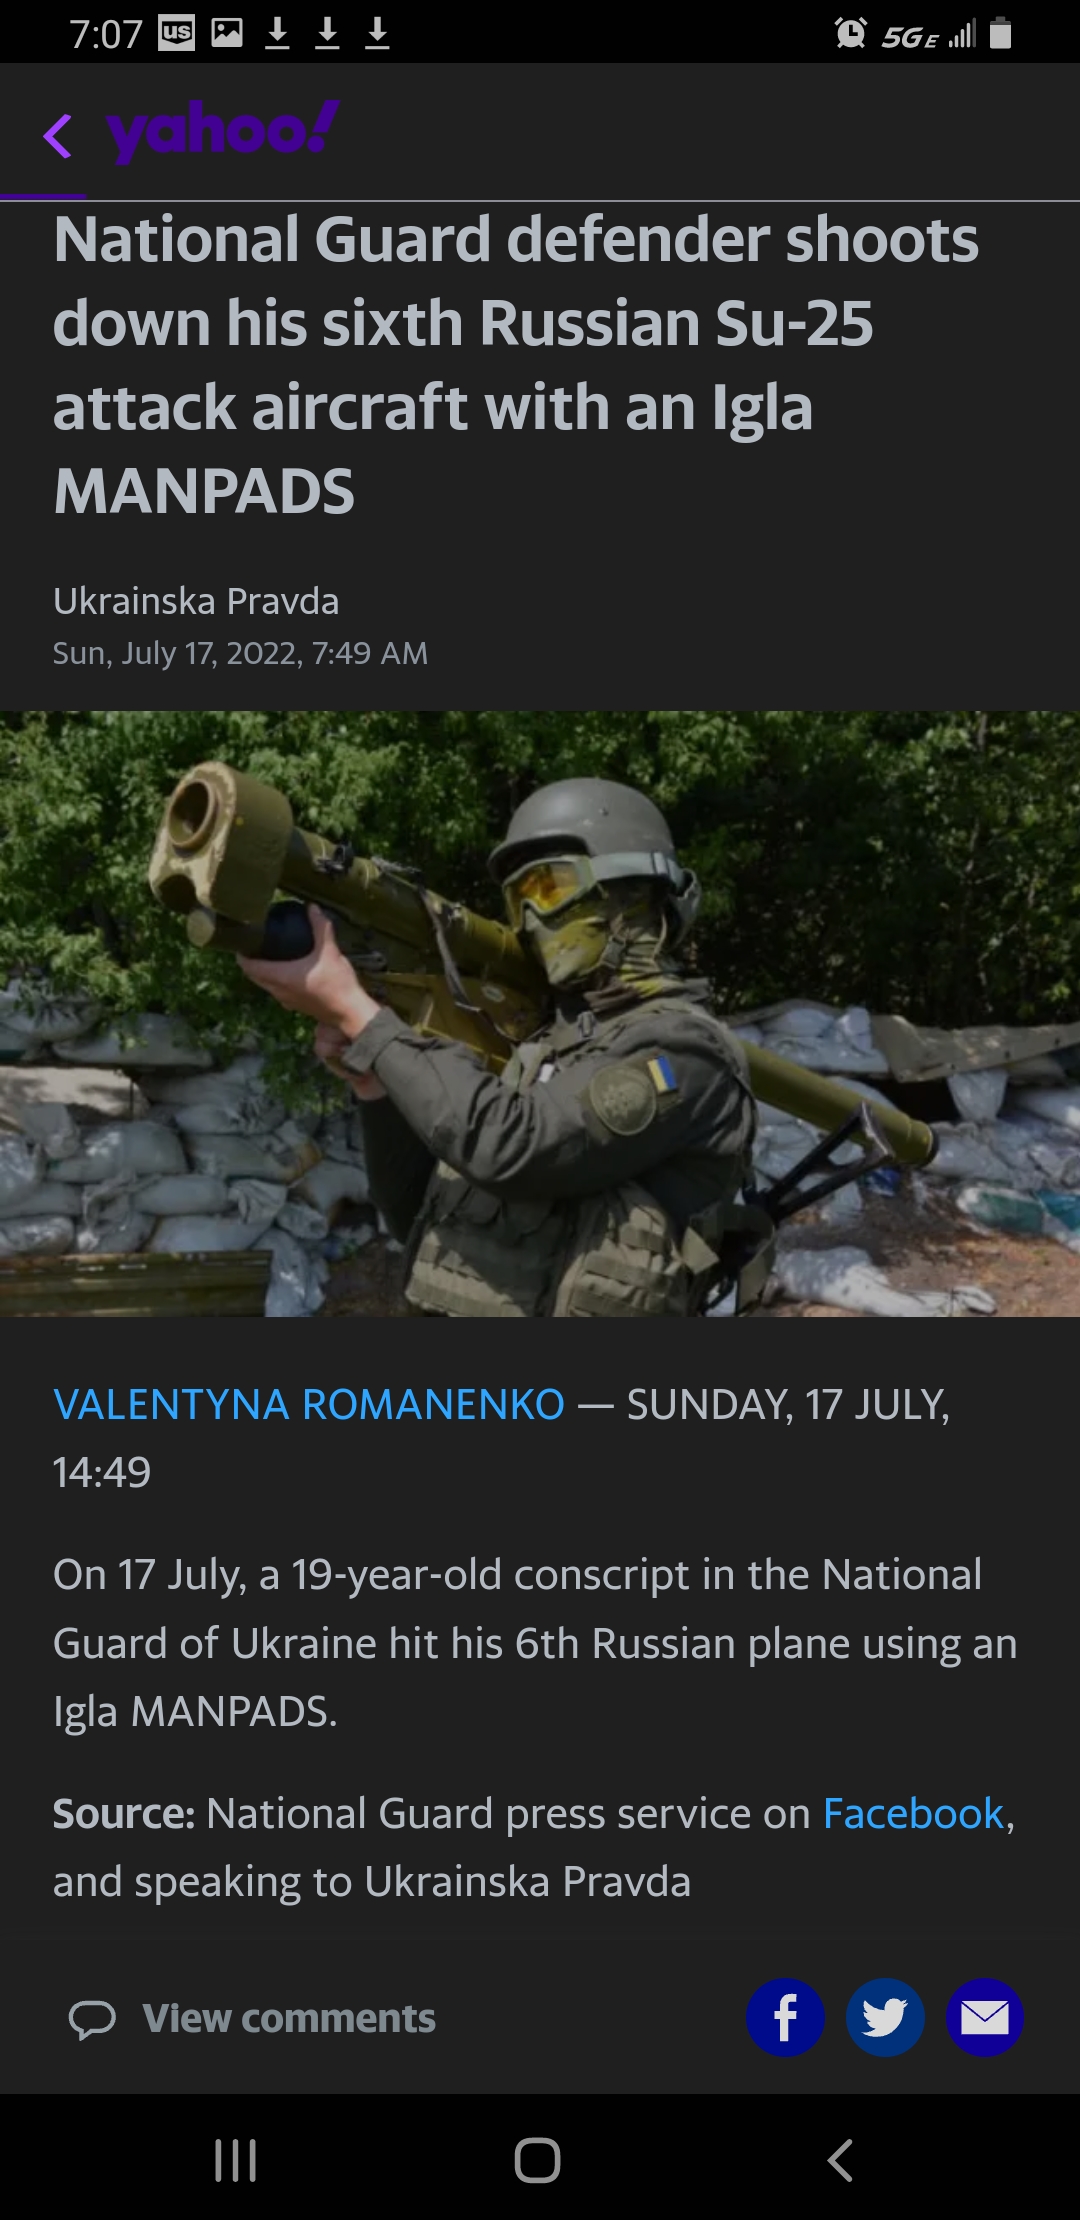 7:07 us 5GE
yahoo!
National Guard defender shoots
down his sixth Russian Su-25
attack aircraft with an Igla
MANPADS
Ukrainska Pravda
Sun, July 17, 2022, 7:49 AM
VALENTYNA ROMANENKO — SUNDAY, 17 JULY,
14:49
On 17 July, a 19-year-old conscript in the National
Guard of Ukraine hit his 6th Russian plane using an
Igla MANPADS.
Source: National Guard press service on Facebook,
and speaking to Ukrainska Pravda
View comments